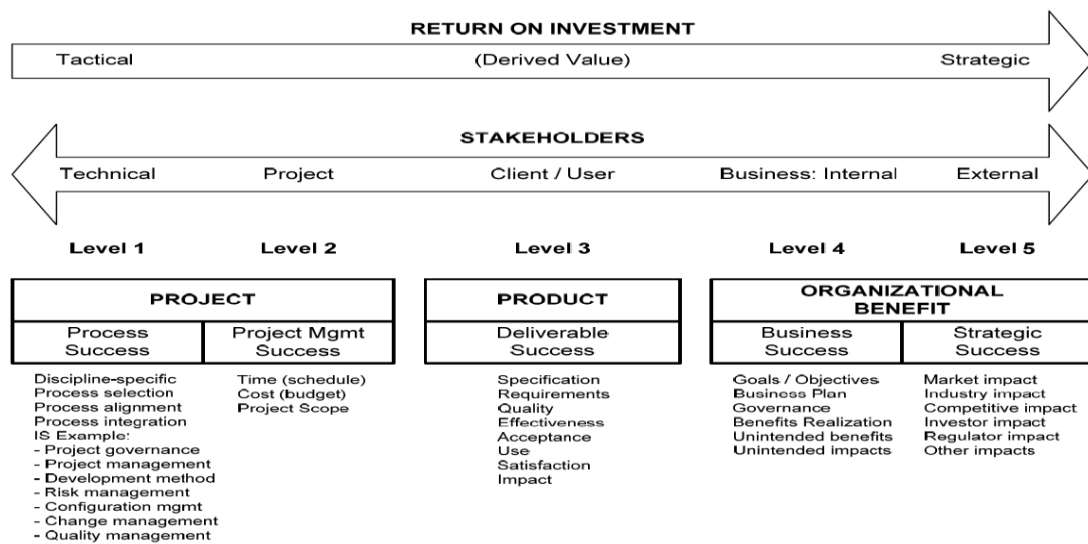 RETURN ON INVESTMENT
Tactical (Derived Value) Strategic
STAKEHOLDERS
Technical Project Client / User Business: Internal External
Level 1 Level 2 Level 3 Level 4 Level 5
PROJECT
Process
Success
Project Mgmt
Success
Discipline-specific
Process selection
Process alignment
Process integration
IS Example:
- Project governance
- Project management
- Development method
- Risk management
- Configuration mgmt
- Change management
- Quality management
Time (schedule)
Cost (budget)
Project Scope
PRODUCT
Deliverable
Success
Specification
Requirements
Quality
Effectiveness
Acceptance
Use
Satisfaction
Impact
ORGANIZATIONAL
BENEFIT
Business
Success
Strategic
Success
Goals / Objectives
Business Plan
Governance
Benefits Realization
Unintended benefits
Unintended impacts
Market impact
Industry impact
Competitive impact
Investor impact
Regulator impact
Other impacts